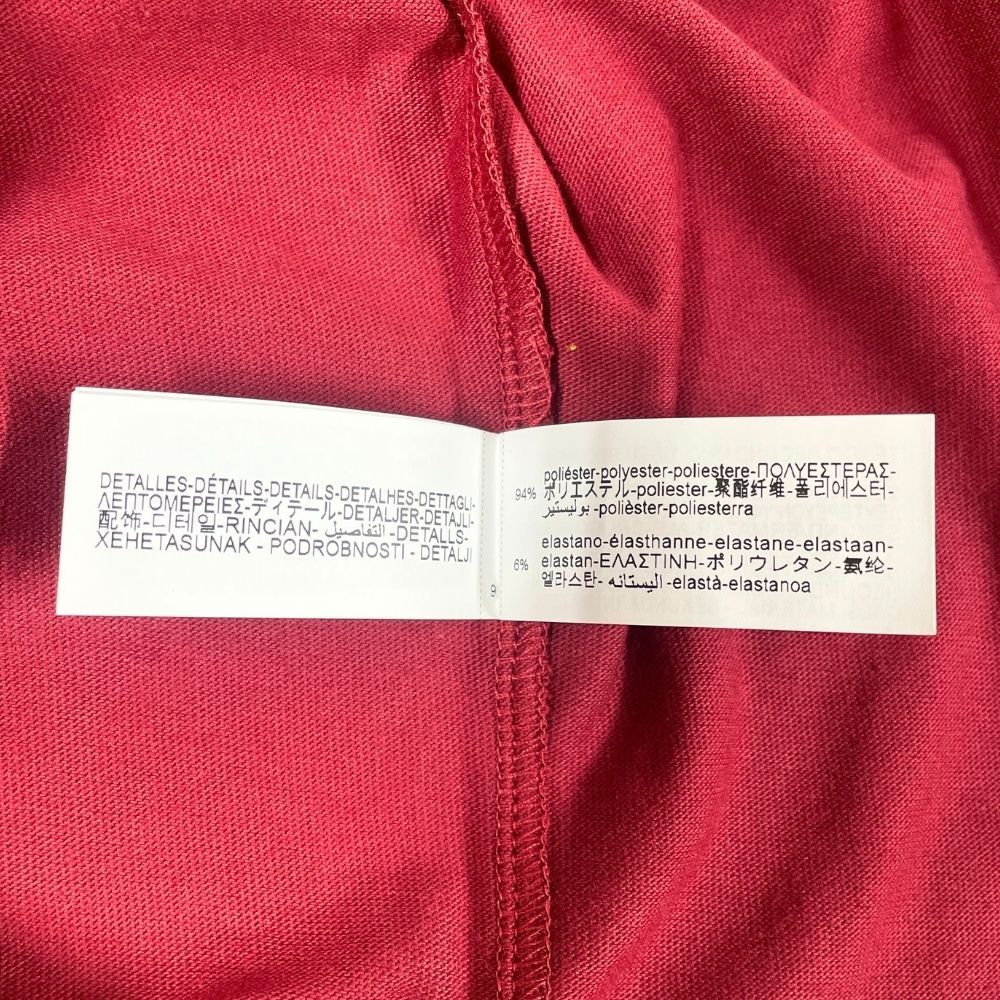 DETALLES-DÉTAILS-DETAILS-DETALHES-DETTAGLI-
ΛΕΠΤΟΜΕΡΕΙΕΣ-ディテール-DETALJER-DETAJLI-
配饰-디테일-RINCIAN- التفاصيل -DETALLS-
XEHETASUNAK - PODROBNOSTI - DETALJI
9
94% poliéster-polyester-poliestere-ΠΟΛΥΕΣΤΕΡΑΣ-
ポリエステル-poliester-聚酯纤维-폴리에스터-
بوليستير -polièster-poliesterra
6% elastano-élasthanne-elastane-elastaan-
elastan-ΕΛΑΣΤΙΝΗ-ポリウレタン-氨纶-
엘라스탄- اليستانه -elastà-elastanoa